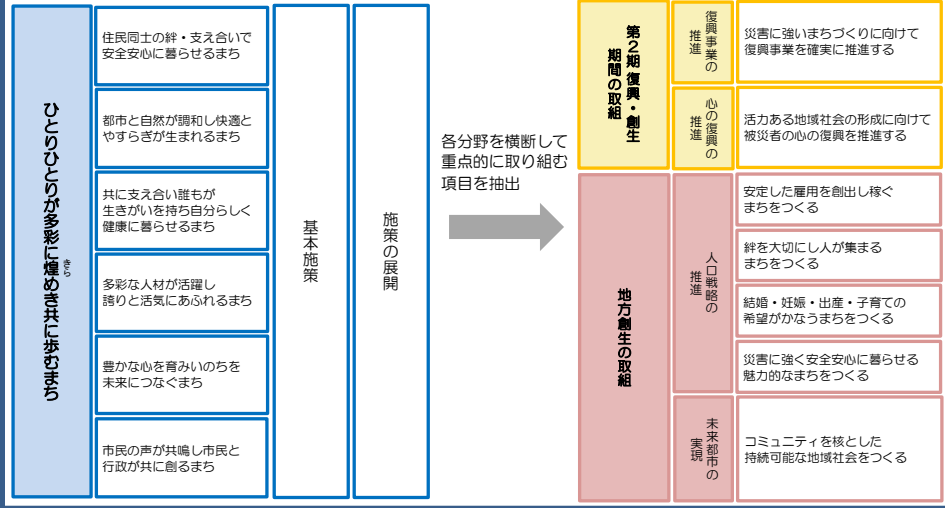 ひとりひとりが多彩に煌めき共に歩むまち
きら
住民同士の絆・支え合いで
安全安心に暮らせるまち
都市と自然が調和し快適と
やすらぎが生まれるまち
共に支え合い誰もが
生きがいを持ち自分らしく
健康に暮らせるまち
多彩な人材が活躍し
誇りと活気にあふれるまち
豊かな心を育みいのちを
未来につなぐまち
市民の声が共鳴し市民と
行政が共に創るまち
基本施策
施策の展開
各分野を横断して
重点的に取り組む
項目を抽出
第2期 復興・創生
期間の取組
復興事業の
推進
災害に強いまちづくりに向けて
復興事業を確実に推進する
心の復興の
推進
活力ある地域社会の形成に向けて
被災者の心の復興を推進する
地方創生の取組
人口戦略の
推進
安定した雇用を創出し稼ぐ
まちをつくる
絆を大切にし人が集まる
まちをつくる
結婚・妊娠・出産・子育ての
希望がかなうまちをつくる
災害に強く安全安心に暮らせる
魅力的なまちをつくる
未来都市の
実現
コミュニティを核とした
持続可能な地域社会をつくる